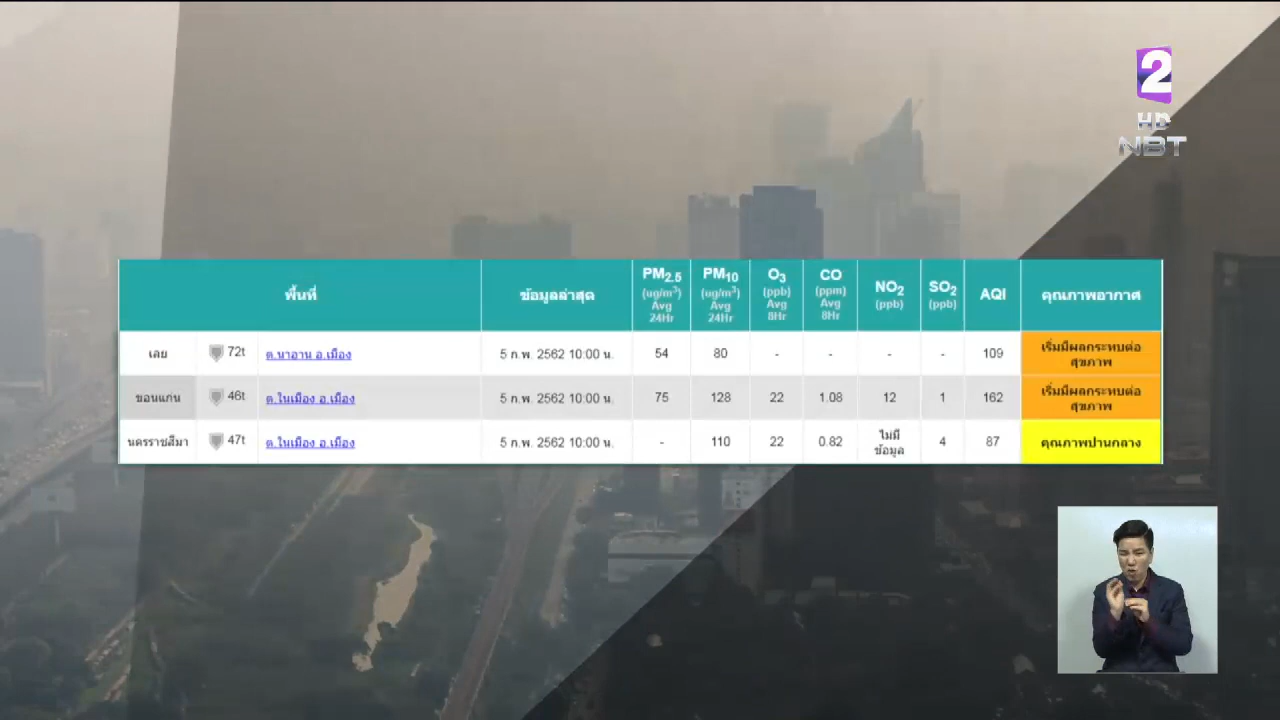 2
HD
NBT
พื้นที่ ข้อมูลล่าสุด PM2.5 (ug/m3) Avg 24Hr PM10 (ug/m3) Avg 24Hr O3 (ppb) Avg 8Hr CO (ppm) Avg 8Hr NO2 (ppb) SO2 (ppb) AQI คุณภาพอากาศ
เลย 72t ต.นาอาน อ.เมือง 5 ก.พ. 2562 10:00 น. 54 80 - - - - 109 เริ่มมีผลกระทบต่อสุขภาพ
ขอนแก่น 46t ต.ในเมือง อ.เมือง 5 ก.พ. 2562 10:00 น. 75 128 22 1.08 12 1 162 เริ่มมีผลกระทบต่อสุขภาพ
นครราชสีมา 47t ต.ในเมือง อ.เมือง 5 ก.พ. 2562 10:00 น. - 110 22 0.82 ไม่มีข้อมูล 4 87 คุณภาพปานกลาง